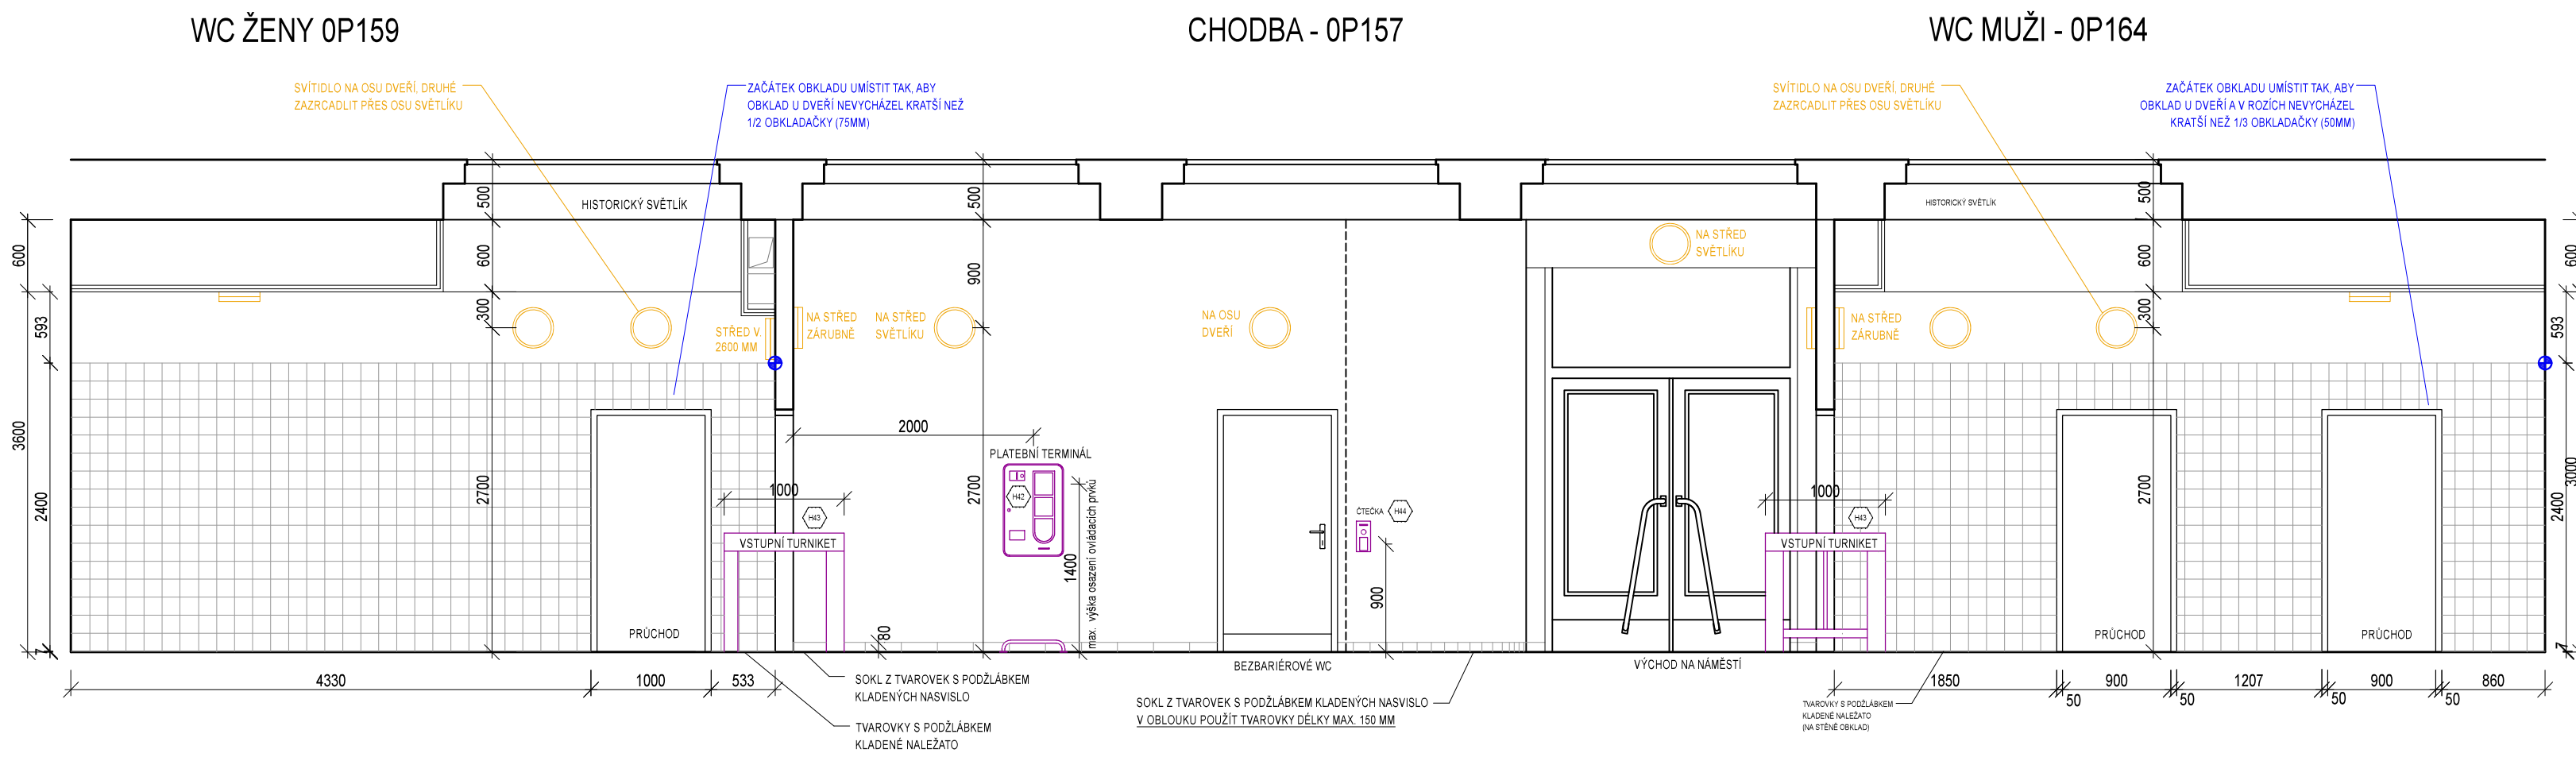 WC ŽENY 0P159
CHODBA - 0P157
WC MUŽI - 0P164
SVÍTIDLO NA OSU DVEŘÍ, DRUHÉ
ZAZRCADLIT PŘES OSU SVĚTLÍKU
ZAČÁTEK OBKLADU UMÍSTIT TAK, ABY
OBKLAD U DVEŘÍ NEVYCHÁZEL KRATŠÍ NEŽ
1/2 OBKLADAČKY (75MM)
SVÍTIDLO NA OSU DVEŘÍ, DRUHÉ
ZAZRCADLIT PŘES OSU SVĚTLÍKU
ZAČÁTEK OBKLADU UMÍSTIT TAK, ABY
OBKLAD U DVEŘÍ A V ROZÍCH NEVYCHÁZEL
KRATŠÍ NEŽ 1/3 OBKLADAČKY (50MM)
500
HISTORICKÝ SVĚTLÍK
500
500
HISTORICKÝ SVĚTLÍK
600
600
900
NA STŘED
SVĚTLÍKU
600
600
593
300
STŘED V.
2600 MM
NA STŘED
ZÁRUBNĚ
NA STŘED
SVĚTLÍKU
NA OSU
DVEŘÍ
NA STŘED
ZÁRUBNĚ
300
593
3600
2400
7
2700
2000
PLATEBNÍ TERMINÁL
H42
1000
H43
VSTUPNÍ TURNIKET
2700
1400
max. výška osazení ovládacích prvků
ČTEČKA
H44
900
1000
H43
VSTUPNÍ TURNIKET
2700
3000
2400
7
PRŮCHOD
80
PRŮCHOD
PRŮCHOD
BEZBARIÉROVÉ WC
VÝCHOD NA NÁMĚSTÍ
4330
1000
533
1850
50
900
50
1207
50
900
50
860
SOKL Z TVAROVEK S PODŽLÁBKEM
KLADENÝCH NASVISLO
TVAROVKY S PODŽLÁBKEM
KLADENÉ NALEŽATO
SOKL Z TVAROVEK S PODŽLÁBKEM KLADENÝCH NASVISLO
V OBLOUKU POUŽÍT TVAROVKY DÉLKY MAX. 150 MM
TVAROVKY S PODŽLÁBKEM
KLADENÉ NALEŽATO
(NA STĚNĚ OBKLAD)